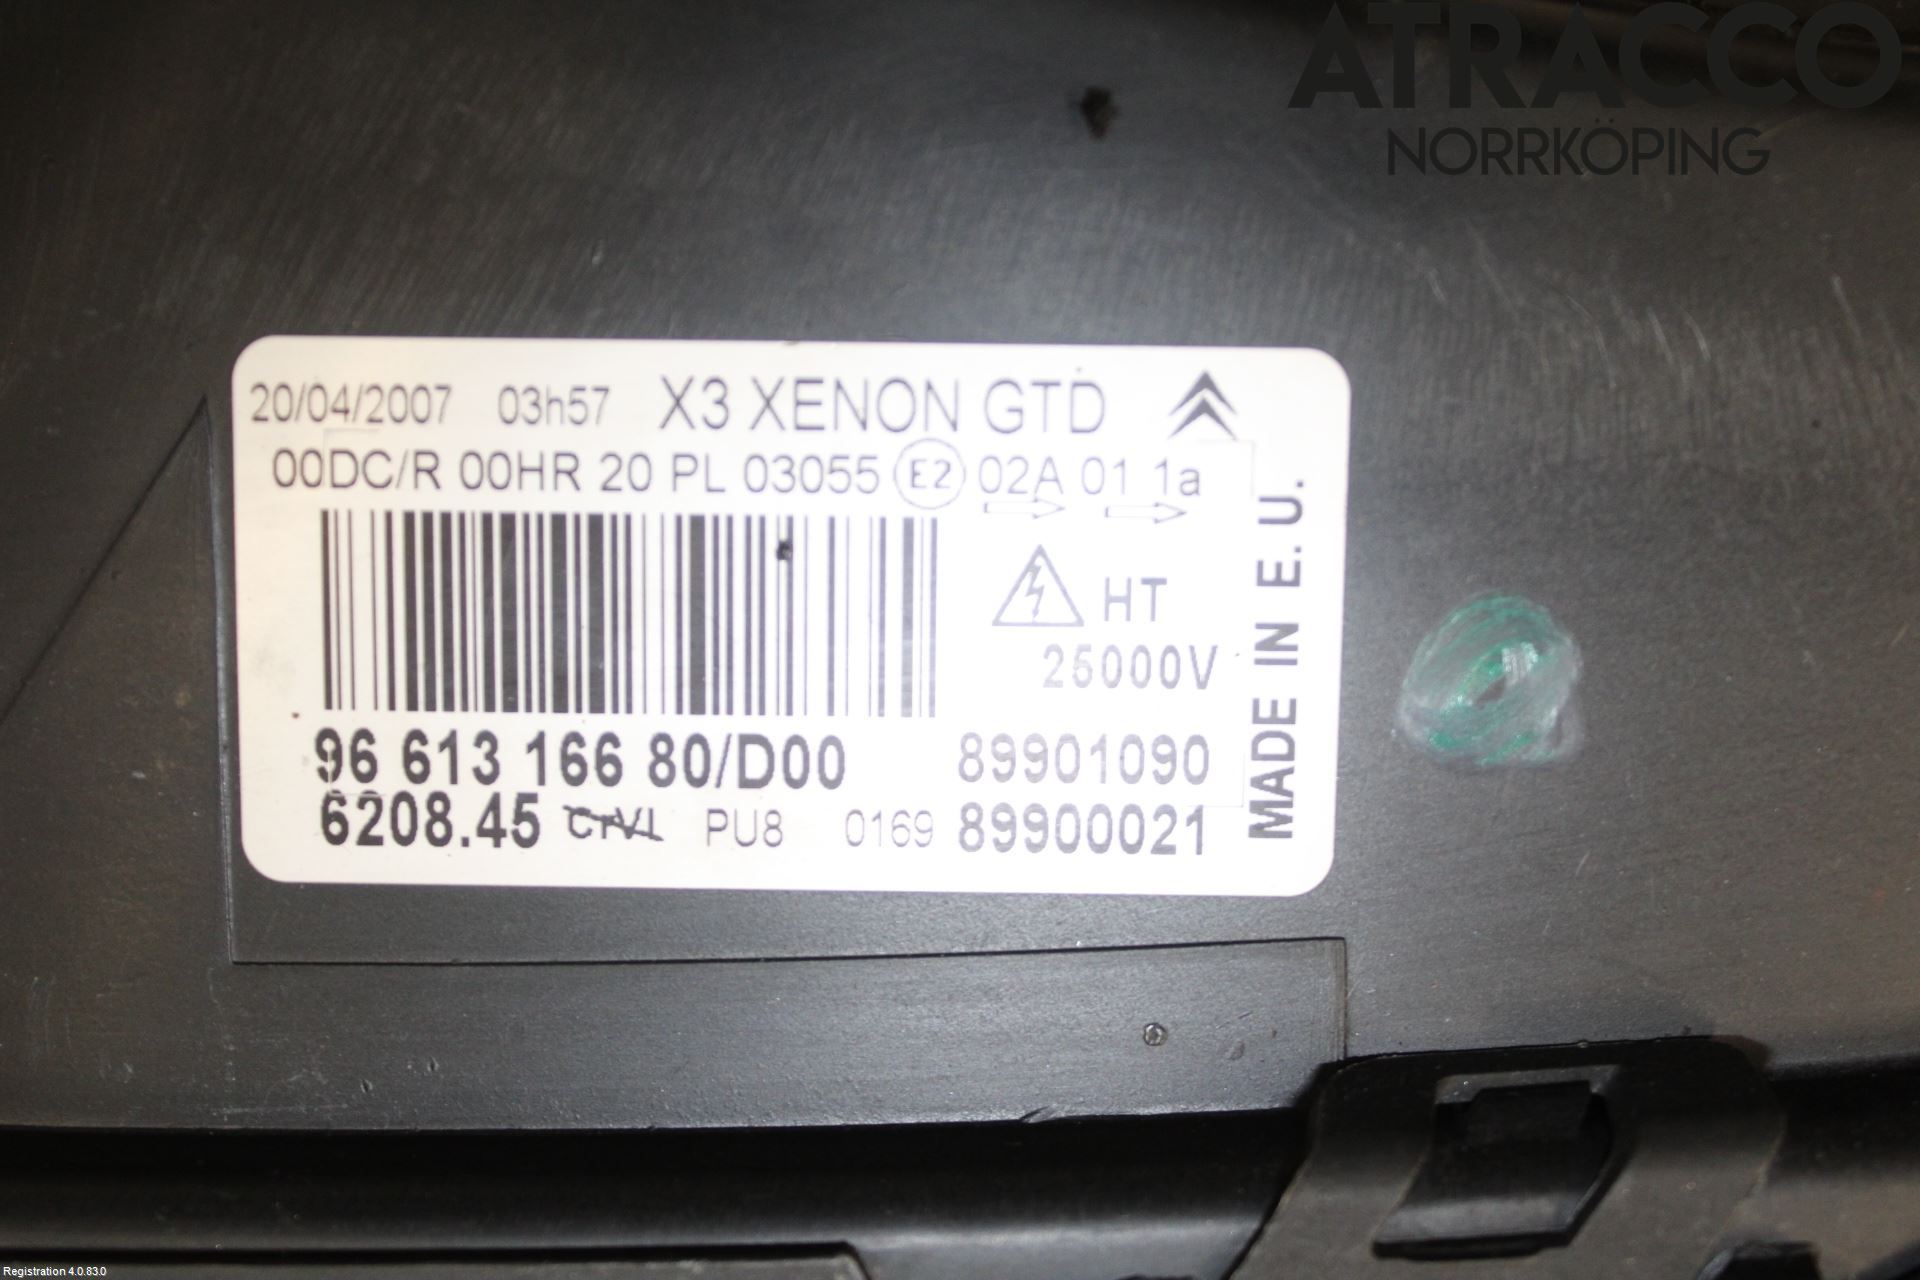 ATRACCO
NORRKÖPING
20/04/2007 03h57 X3 XENON GTD
00DC/R 00HR 20 PL 03055 E2 02A 01 1a
HT
25000V
MADE IN E.U.
96 613 166 80/D00 89901090
6208.45 PU8 0169 89900021
Registration 4.0.83.0